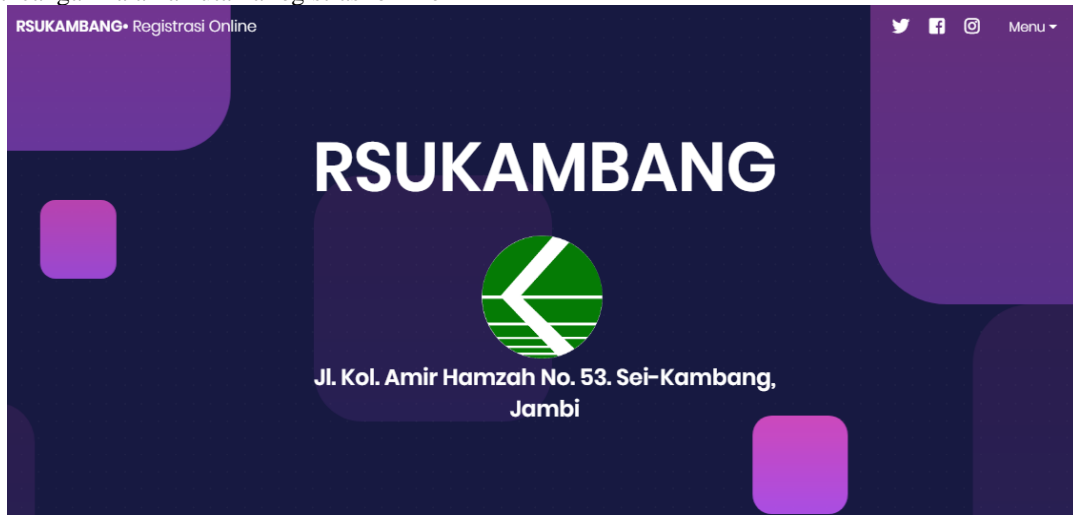 RSUKAMBANG• Registrasi Online
Menu
RSUKAMBANG
Jl. Kol. Amir Hamzah No. 53. Sei-Kambang,
Jambi